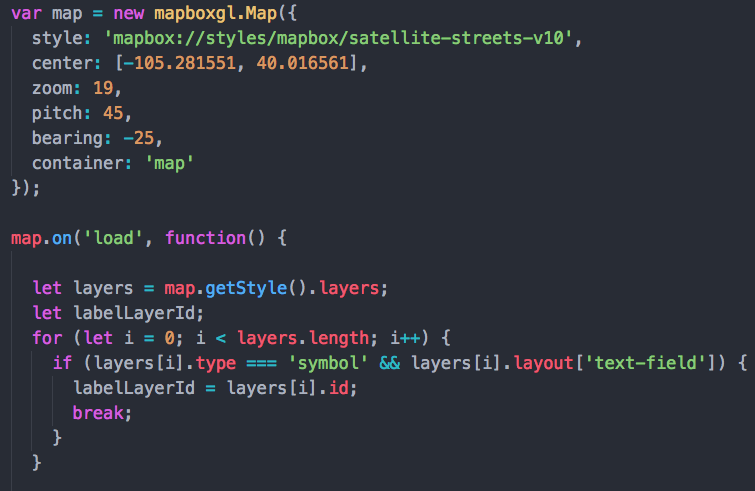 var map = new mapboxgl.Map({
  style: 'mapbox://styles/mapbox/satellite-streets-v10',
  center: [-105.281551, 40.016561],
  zoom: 19,
  pitch: 45,
  bearing: -25,
  container: 'map'
});

map.on('load', function() {

  let layers = map.getStyle().layers;
  let labelLayerId;
  for (let i = 0; i < layers.length; i++) {
    if (layers[i].type === 'symbol' && layers[i].layout['text-field']) {
      labelLayerId = layers[i].id;
      break;
    }
  }